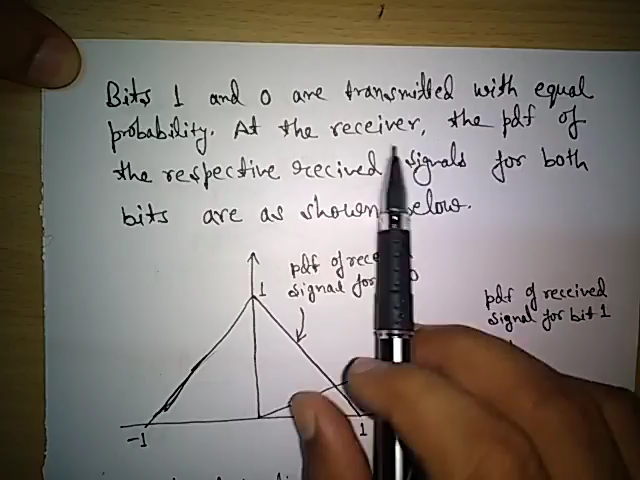 Bits 1 and 0 are transmitted with equal
probability. At the receiver, the pdf of
the respective recived signals for both
bits are as shown below.
pdf of
signal for 0
1
pdf of received
signal for bit 1
-1 1